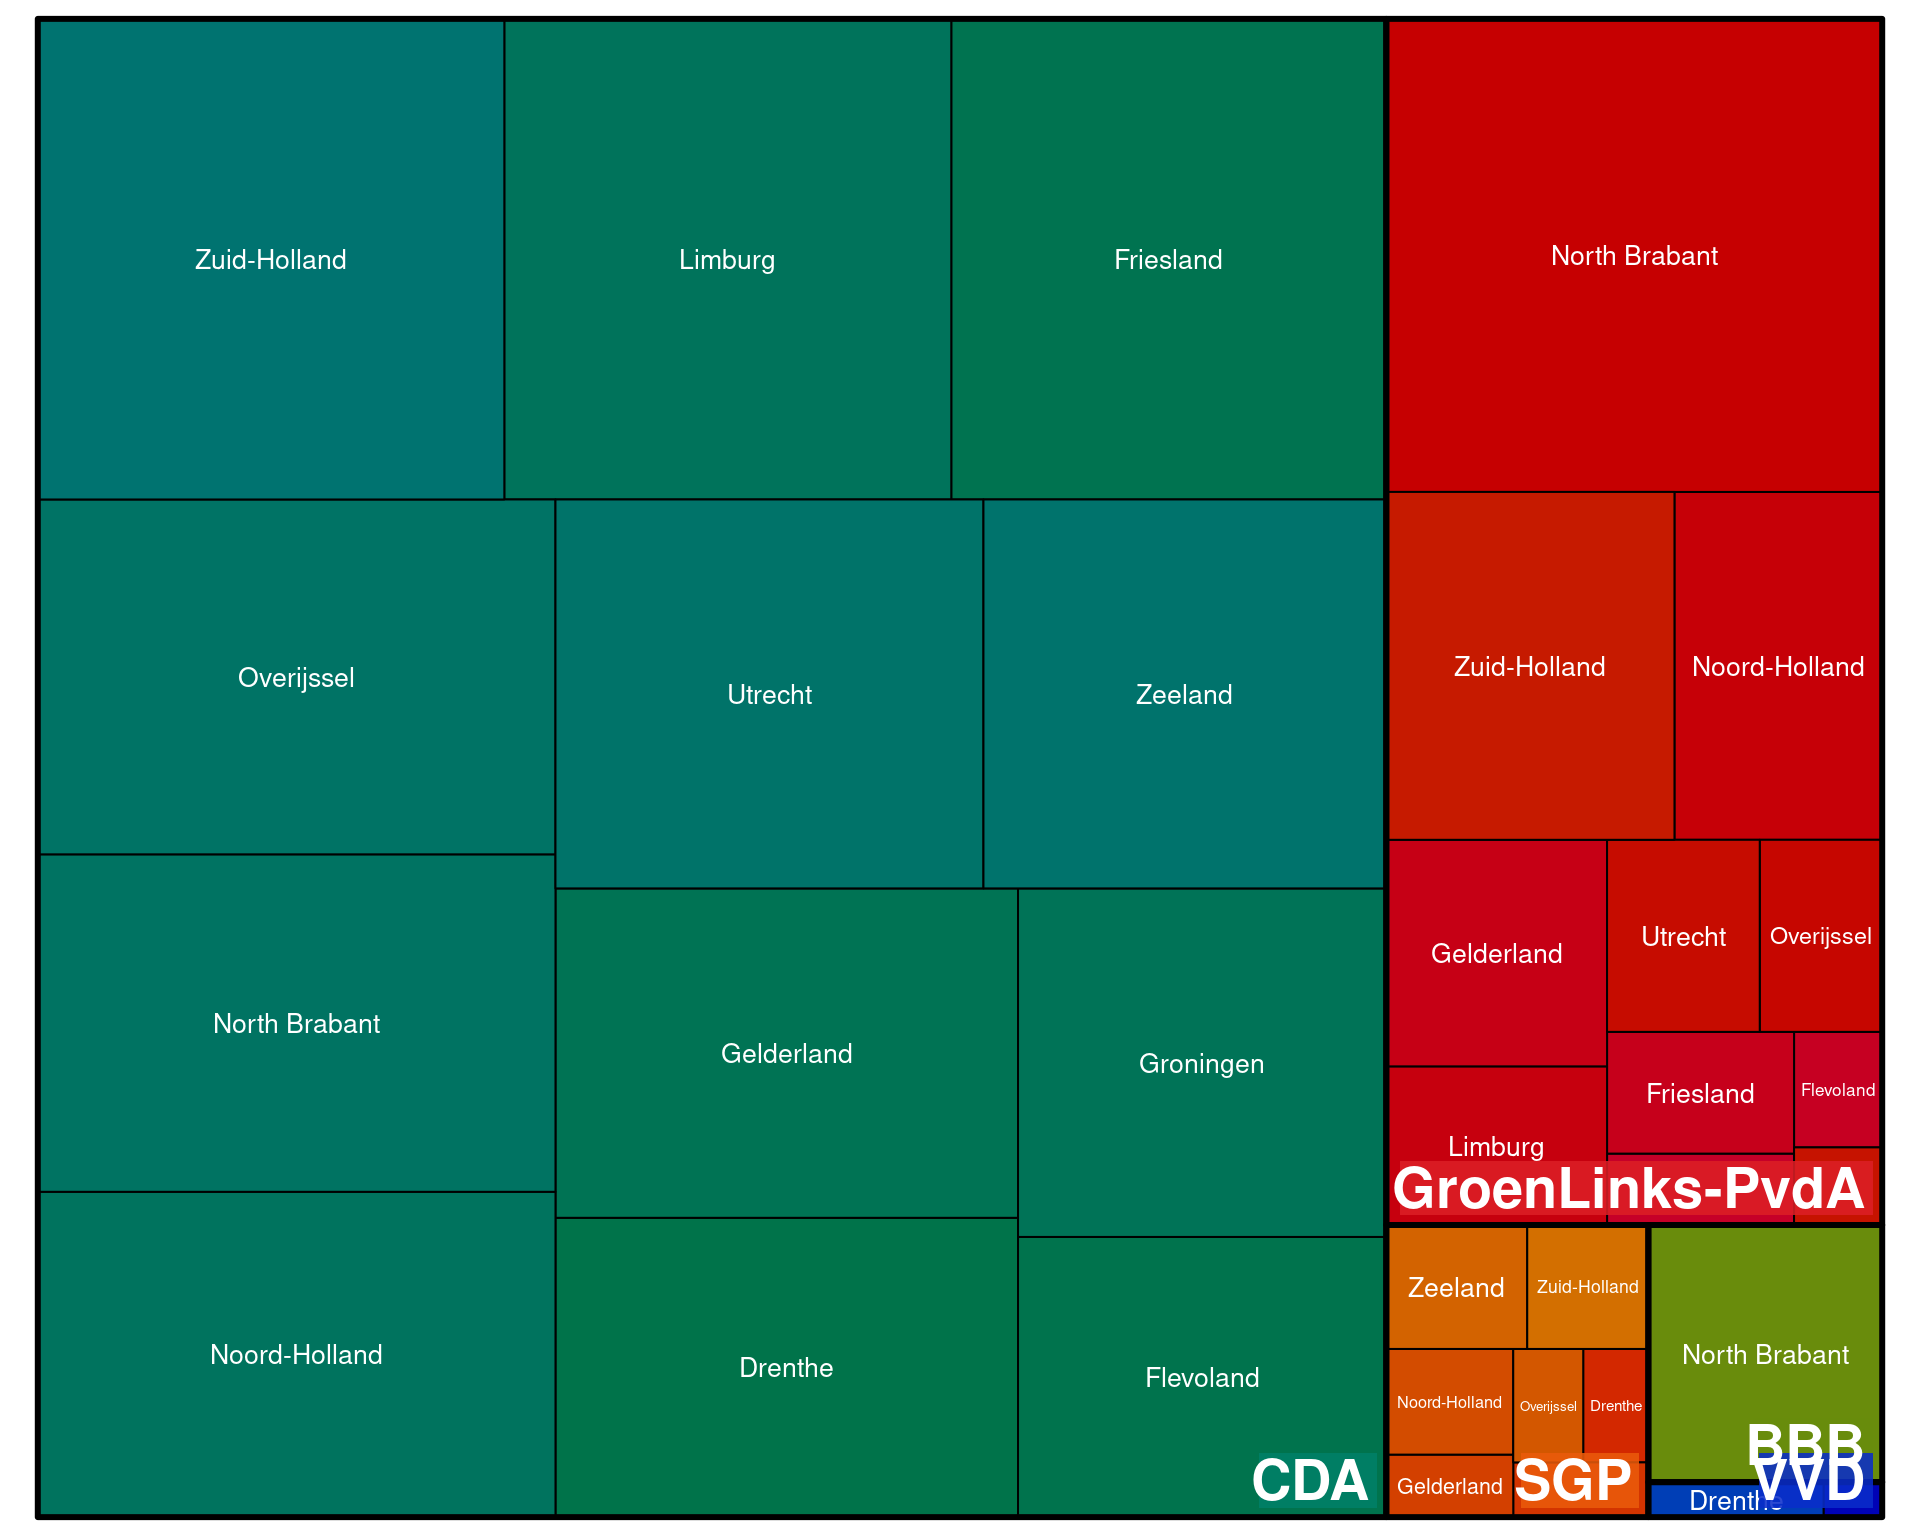 Zuid-Holland
Limburg
Friesland
Overijssel
Utrecht
Zeeland
North Brabant
Gelderland
Groningen
Noord-Holland
Drenthe
Flevoland
CDA
North Brabant
Zuid-Holland
Noord-Holland
Gelderland
Utrecht
Overijssel
Friesland
Flevoland
Limburg
GroenLinks-PvdA
Zeeland
Zuid-Holland
Noord-Holland
Overijssel
Drenthe
Gelderland
SGP
North Brabant
BBB
Drenthe
VVD